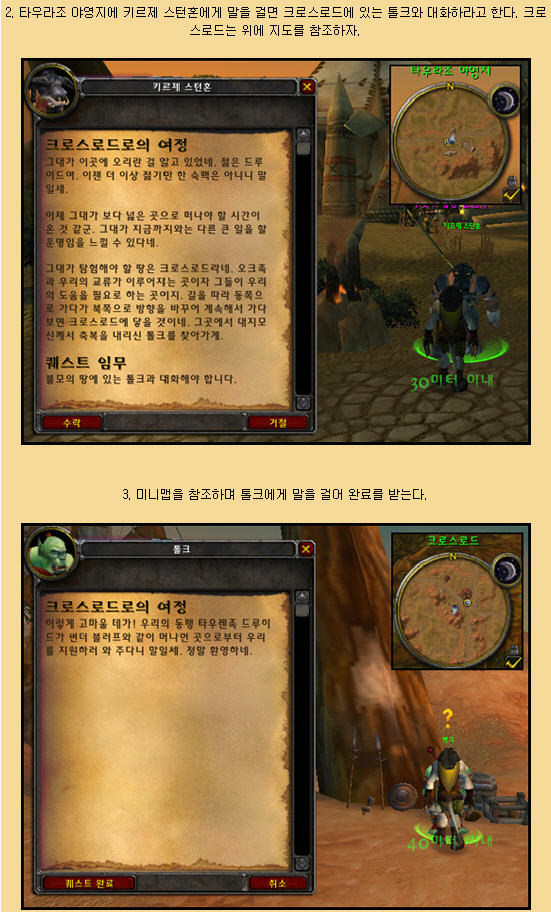 2. 타우라조 야영지에 키르제 스턴혼에게 말을 걸면 크로스로드에 있는 톨크와 대화하라고 한다. 크로
스로드는 위에 지도를 참조하자.
키르제 스턴혼
타우라조 야영지
N
크로스로드로의 여정
그대가 이곳에 오리란 걸 알고 있었네, 젊은 드루
이드여. 이젠 더 이상 젊기만 한 숙맥은 아니니 말
일세.
이제 그대가 보다 넓은 곳으로 떠나야 할 시간이
온 것 같군. 그대가 지금까지와는 다른 큰 일을 할
운명임을 느낄 수 있다네.
그대가 탐험해야 할 땅은 크로스로드라네. 오크족
과 우리의 교류가 이루어지는 곳이자 그들이 우리
의 도움을 필요로 하는 곳이지. 길을 따라 동쪽으
로 가다가 북쪽으로 방향을 바꾸어 계속해서 가다
보면 크로스로드에 닿을 것이네. 그곳에서 대지모
신께서 축복을 내리신 톨크를 찾아가게.
퀘스트 임무
불모의 땅에 있는 톨크와 대화해야 합니다.
수락
거절
키르제 스턴혼
30미터 이내
3. 미니맵을 참조하며 톨크에게 말을 걸어 완료를 받는다.
톨크
크로스로드
N
크로스로드로의 여정
이렇게 고마울 데가! 우리의 동맹 타우렌족 드루이
드가 썬더 블러프와 같이 머나먼 곳으로부터 우리
를 지원하러 와 주다니 말일세. 정말 환영하네.
퀘스트 완료
취소
?
톨크
40미터 이내